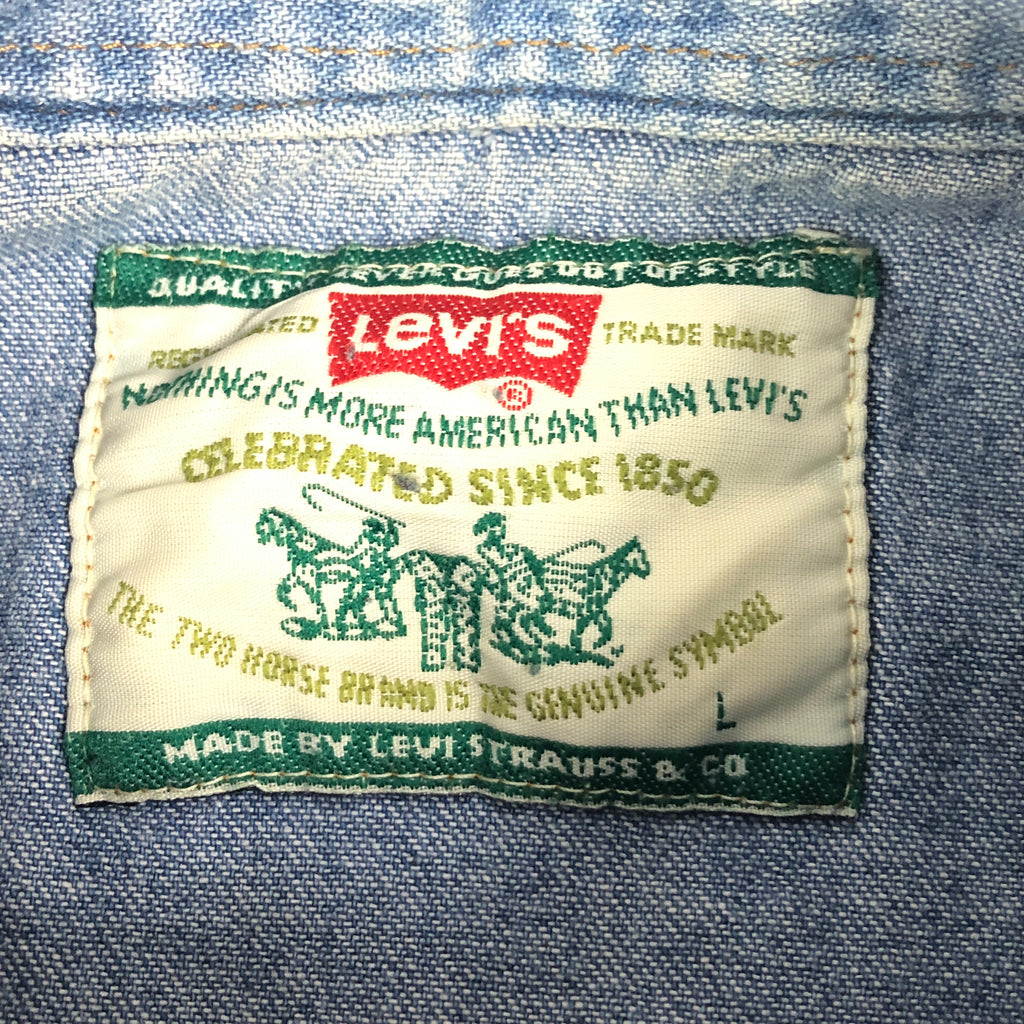 QUALITY NEVER GOES OUT OF STYLE
LEVI'S
®
TRADE MARK
NOTHING IS MORE AMERICAN THAN LEVI'S
CELEBRATED SINCE 1850
THE TWO HORSE BRAND IS THE GENUINE SYMBOL
L
MADE BY LEVI STRAUSS & CO